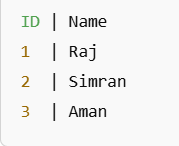 ID | Name
1  | Raj
2  | Simran
3  | Aman